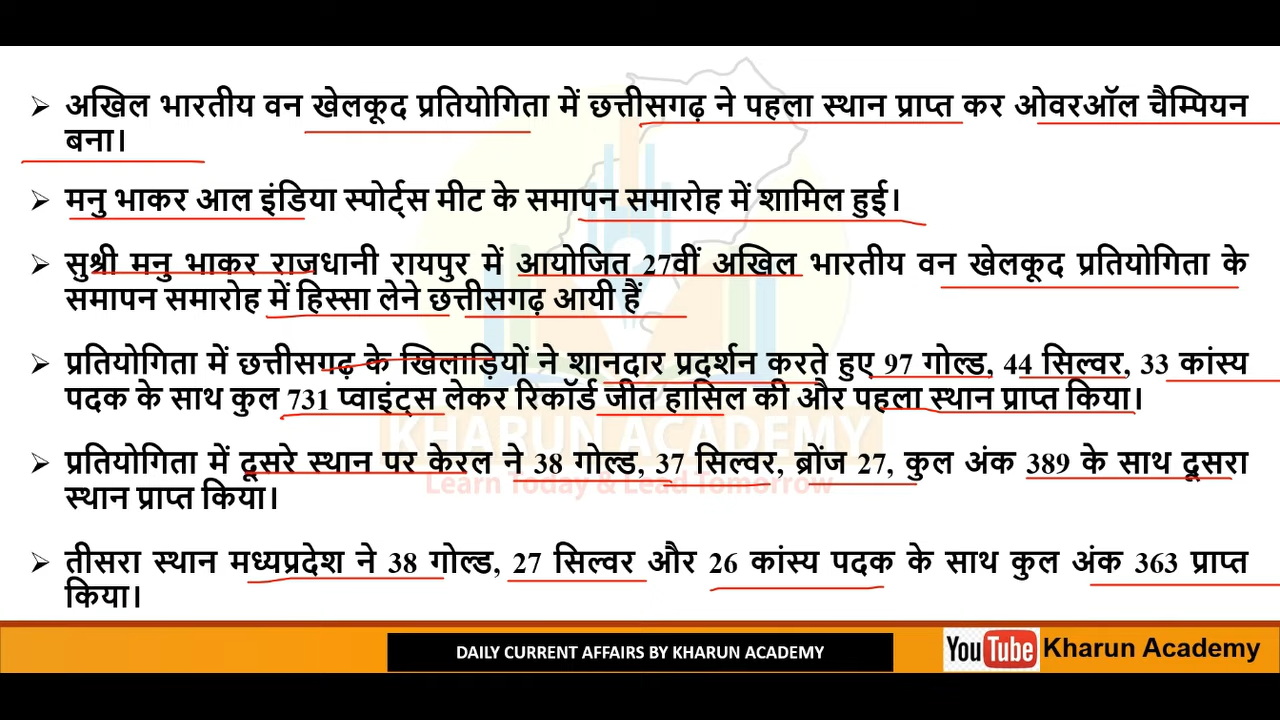 ➢ अखिल भारतीय वन खेलकूद प्रतियोगिता में छत्तीसगढ़ ने पहला स्थान प्राप्त कर ओवरऑल चैम्पियन
बना।
➢ मनु भाकर आल इंडिया स्पोर्ट्स मीट के समापन समारोह में शामिल हुई।
➢ सुश्री मनु भाकर राजधानी रायपुर में आयोजित 27वीं अखिल भारतीय वन खेलकूद प्रतियोगिता के
समापन समारोह में हिस्सा लेने छत्तीसगढ़ आयी हैं
➢ प्रतियोगिता में छत्तीसगढ़ के खिलाड़ियों ने शानदार प्रदर्शन करते हुए 97 गोल्ड, 44 सिल्वर, 33 कांस्य
पदक के साथ कुल 731 प्वाइंट्स लेकर रिकॉर्ड जीत हासिल की और पहला स्थान प्राप्त किया।
KHARUN ACADEMY
➢ प्रतियोगिता में दूसरे स्थान पर केरल ने 38 गोल्ड, 37 सिल्वर, ब्रोंज 27, कुल अंक 389 के साथ दूसरा
Learn Today & Lead Tomorrow
स्थान प्राप्त किया।
➢ तीसरा स्थान मध्यप्रदेश ने 38 गोल्ड, 27 सिल्वर और 26 कांस्य पदक के साथ कुल अंक 363 प्राप्त
किया।
DAILY CURRENT AFFAIRS BY KHARUN ACADEMY
YouTube Kharun Academy